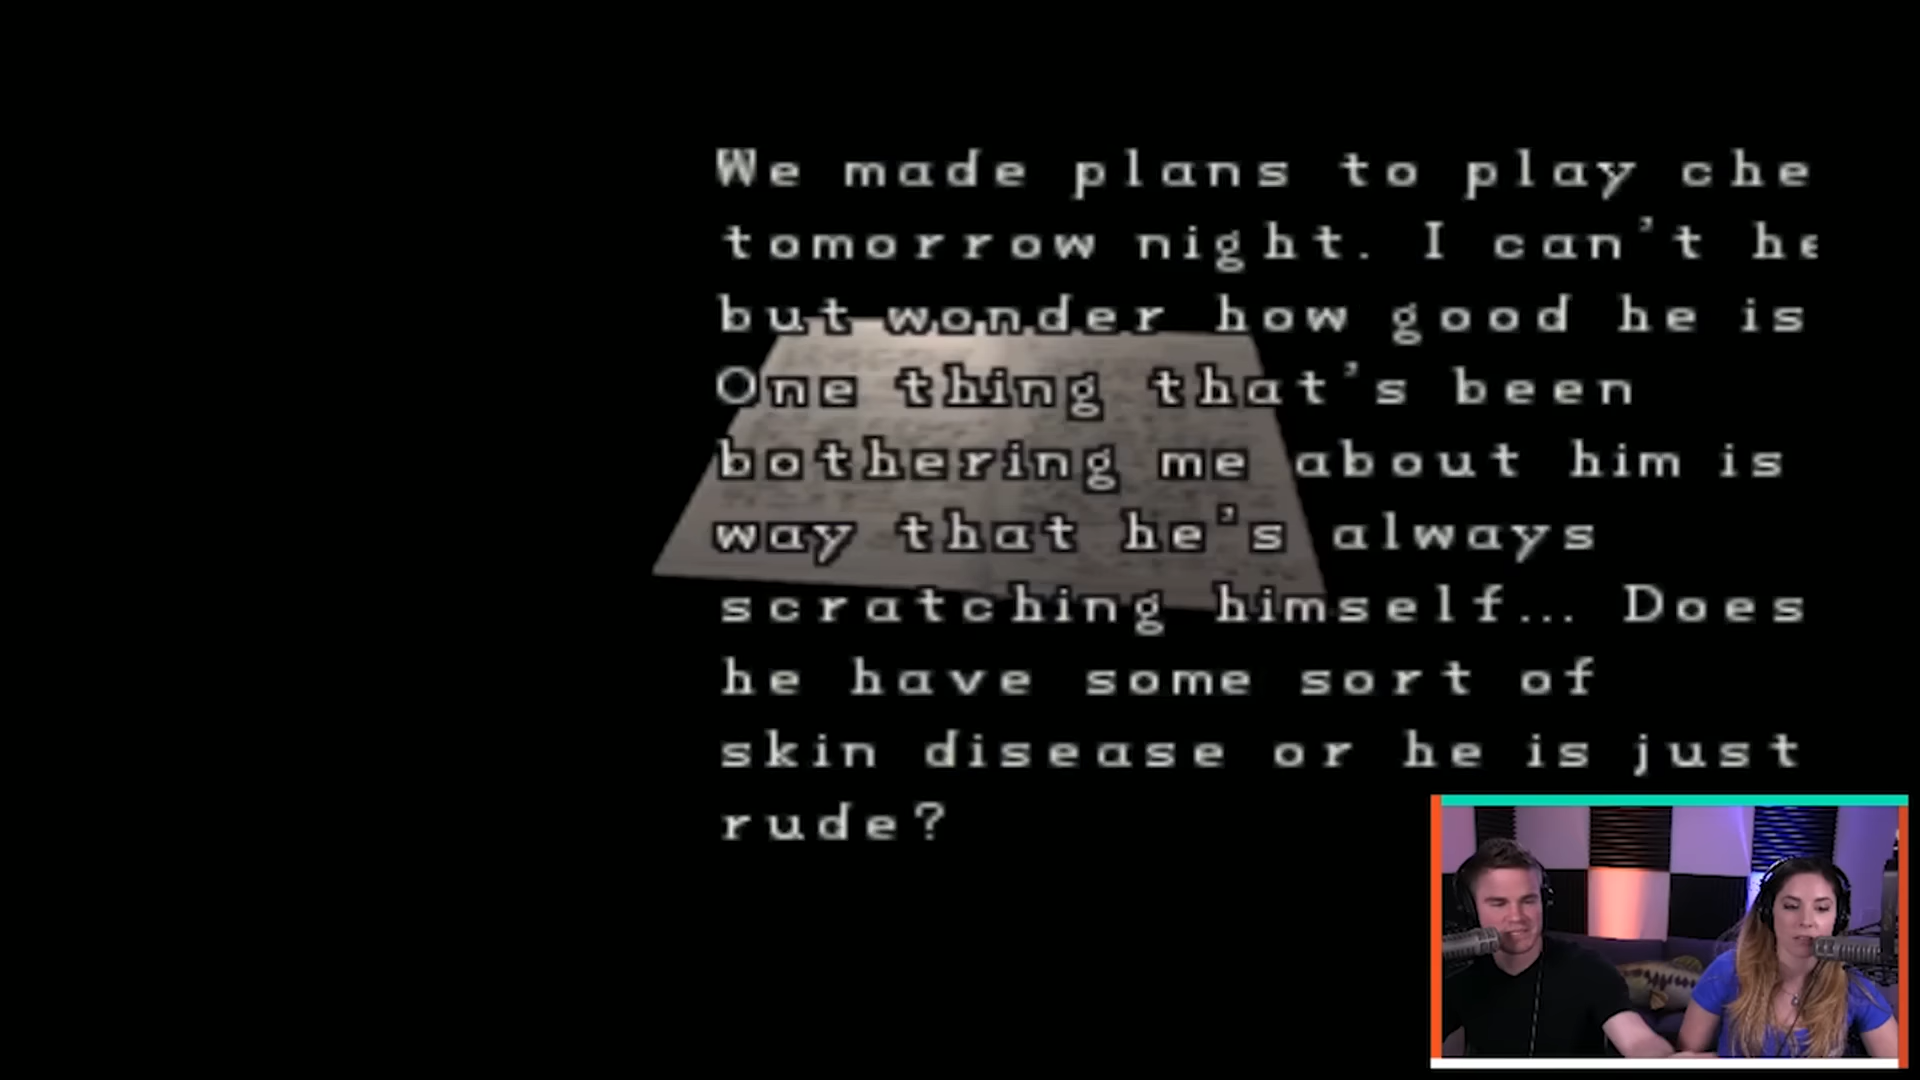 We made plans to play che
tomorrow night. I can't he
but wonder how good he is
One thing that's been
bothering me about him is
way that he's always
scratching himself... Does
he have some sort of
skin disease or he is just
rude?